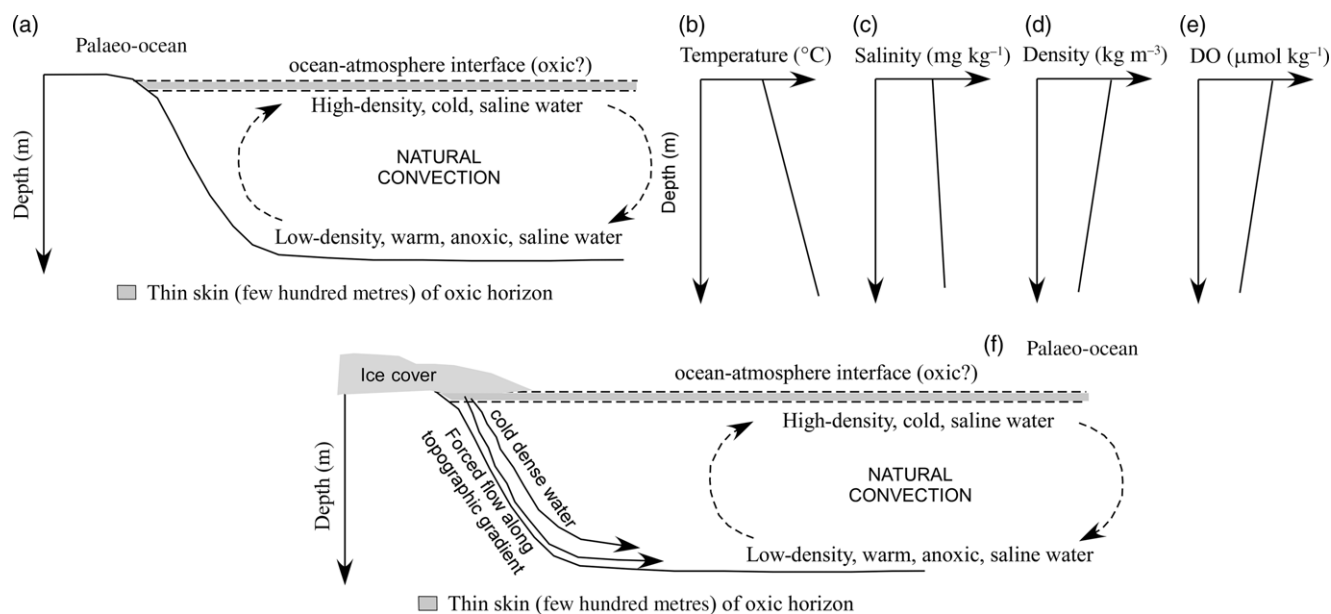 (a)
Palaeo-ocean
ocean-atmosphere interface (oxic?)
High-density, cold, saline water
NATURAL
CONVECTION
Low-density, warm, anoxic, saline water
Depth (m)
Thin skin (few hundred metres) of oxic horizon
(b)
Temperature (°C)
Depth (m)
(c)
Salinity (mg kg⁻¹)
(d)
Density (kg m⁻³)
(e)
DO (μmol kg⁻¹)
(f)
Palaeo-ocean
Ice cover
ocean-atmosphere interface (oxic?)
cold dense water
Forced flow along
topographic gradient
High-density, cold, saline water
NATURAL
CONVECTION
Low-density, warm, anoxic, saline water
Depth (m)
Thin skin (few hundred metres) of oxic horizon